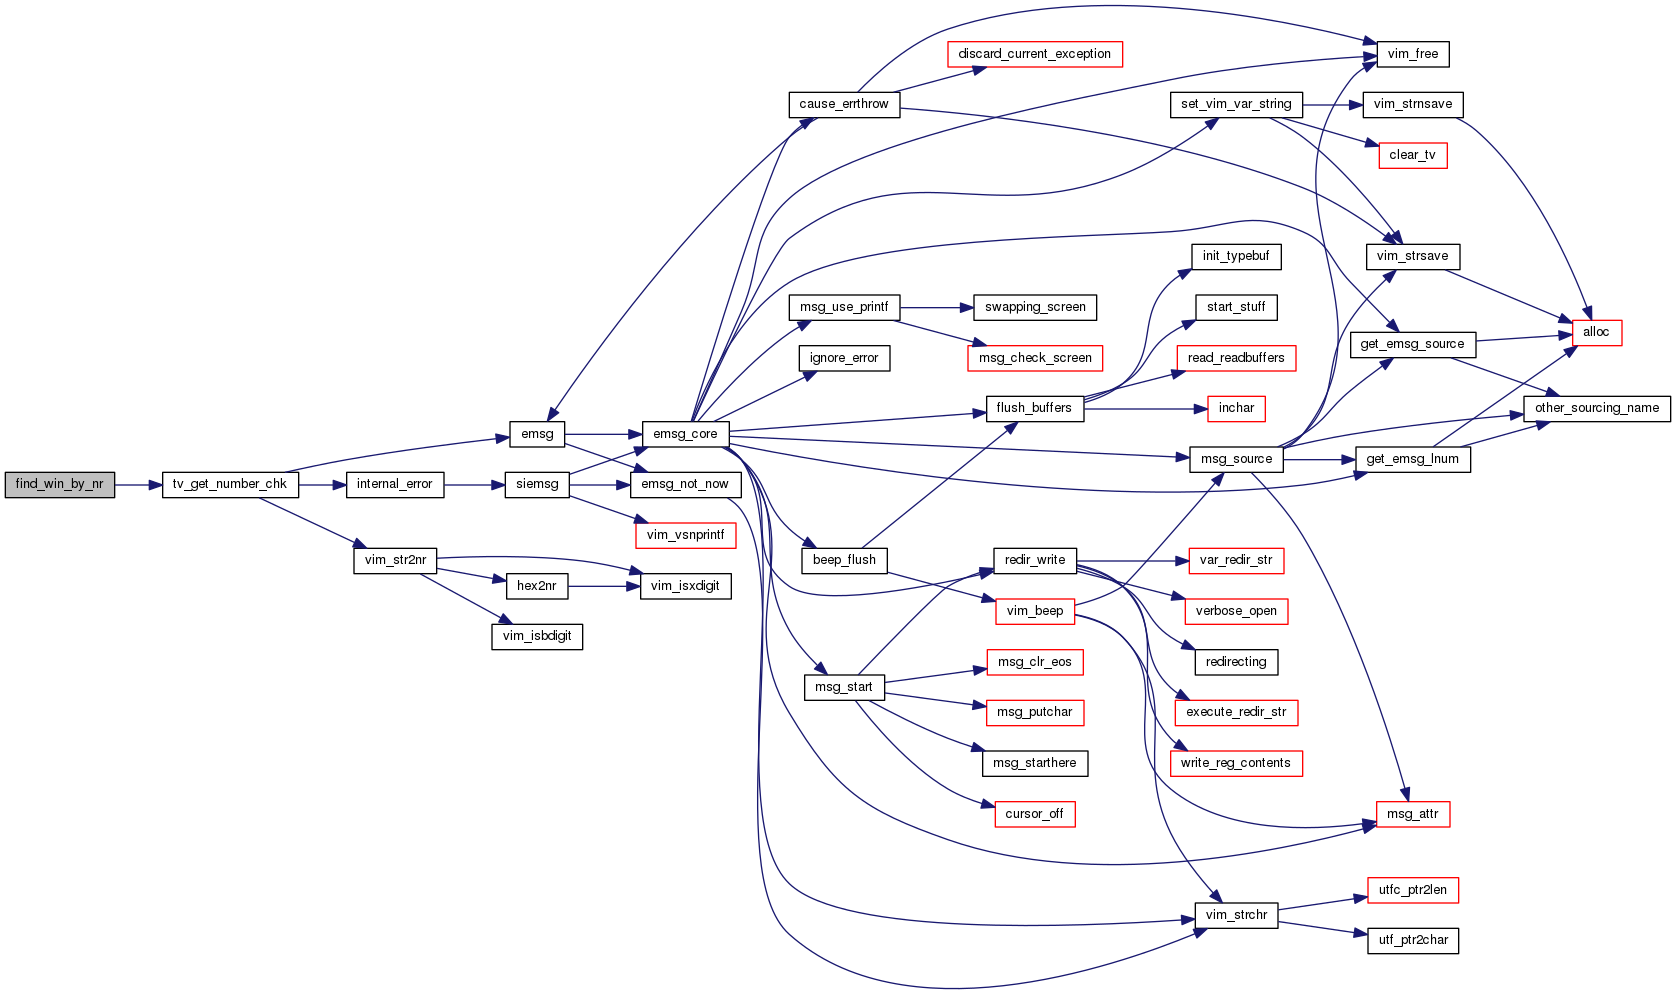 find_win_by_nr
tv_get_number_chk
emsg
internal_error
vim_str2nr
siemsg
hex2nr
vim_isbdigit
emsg_core
emsg_not_now
vim_vsnprintf
vim_isxdigit
cause_errthrow
msg_use_printf
ignore_error
beep_flush
msg_start
discard_current_exception
swapping_screen
msg_check_screen
flush_buffers
redir_write
vim_beep
msg_clr_eos
msg_putchar
msg_starthere
cursor_off
set_vim_var_string
init_typebuf
start_stuff
read_readbuffers
inchar
msg_source
var_redir_str
verbose_open
redirecting
execute_redir_str
write_reg_contents
vim_strchr
vim_free
vim_strnsave
clear_tv
vim_strsave
get_emsg_source
get_emsg_lnum
msg_attr
utfc_ptr2len
utf_ptr2char
alloc
other_sourcing_name